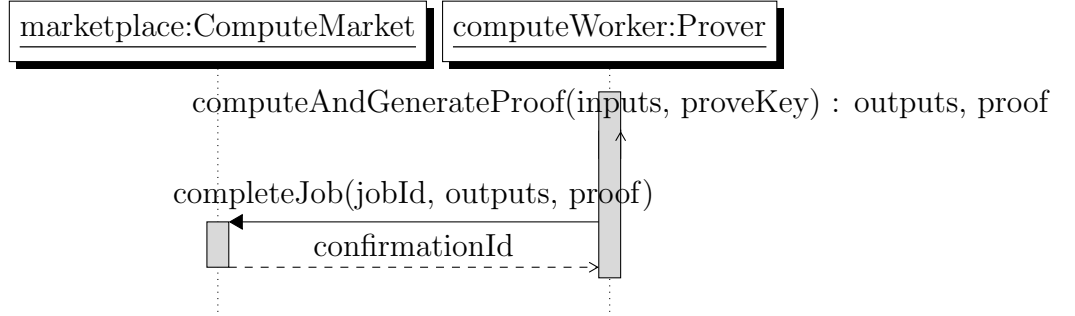 marketplace:ComputeMarket
computeWorker:Prover
computeAndGenerateProof(inputs, proveKey) : outputs, proof
completeJob(jobId, outputs, proof)
confirmationId